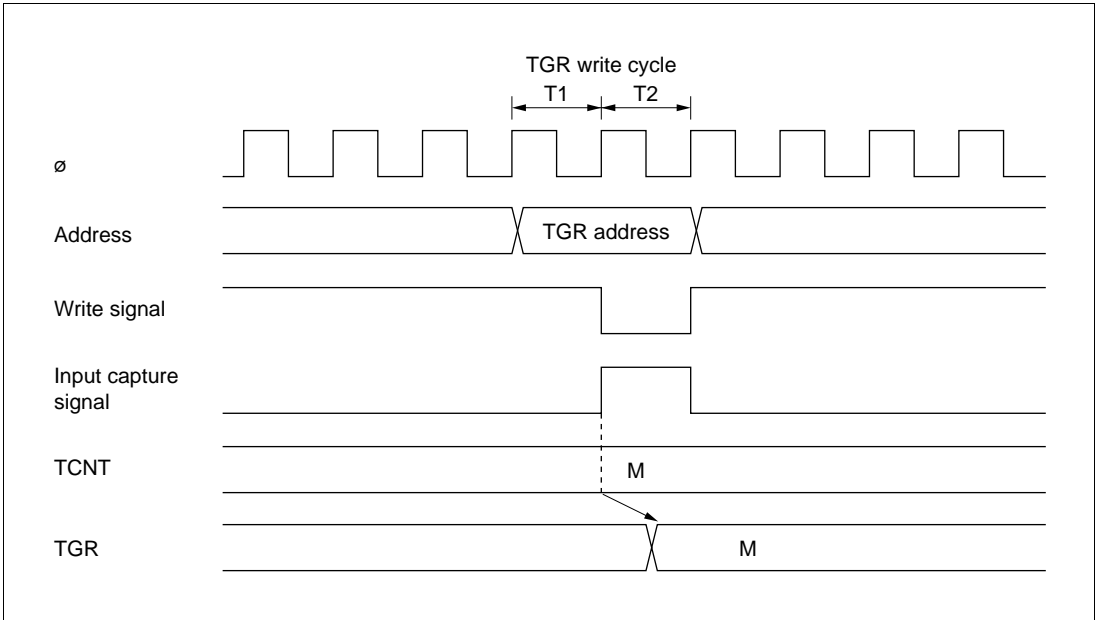 TGR write cycle
T1 T2
ø
Address
TGR address
Write signal
Input capture
signal
TCNT
M
TGR
M